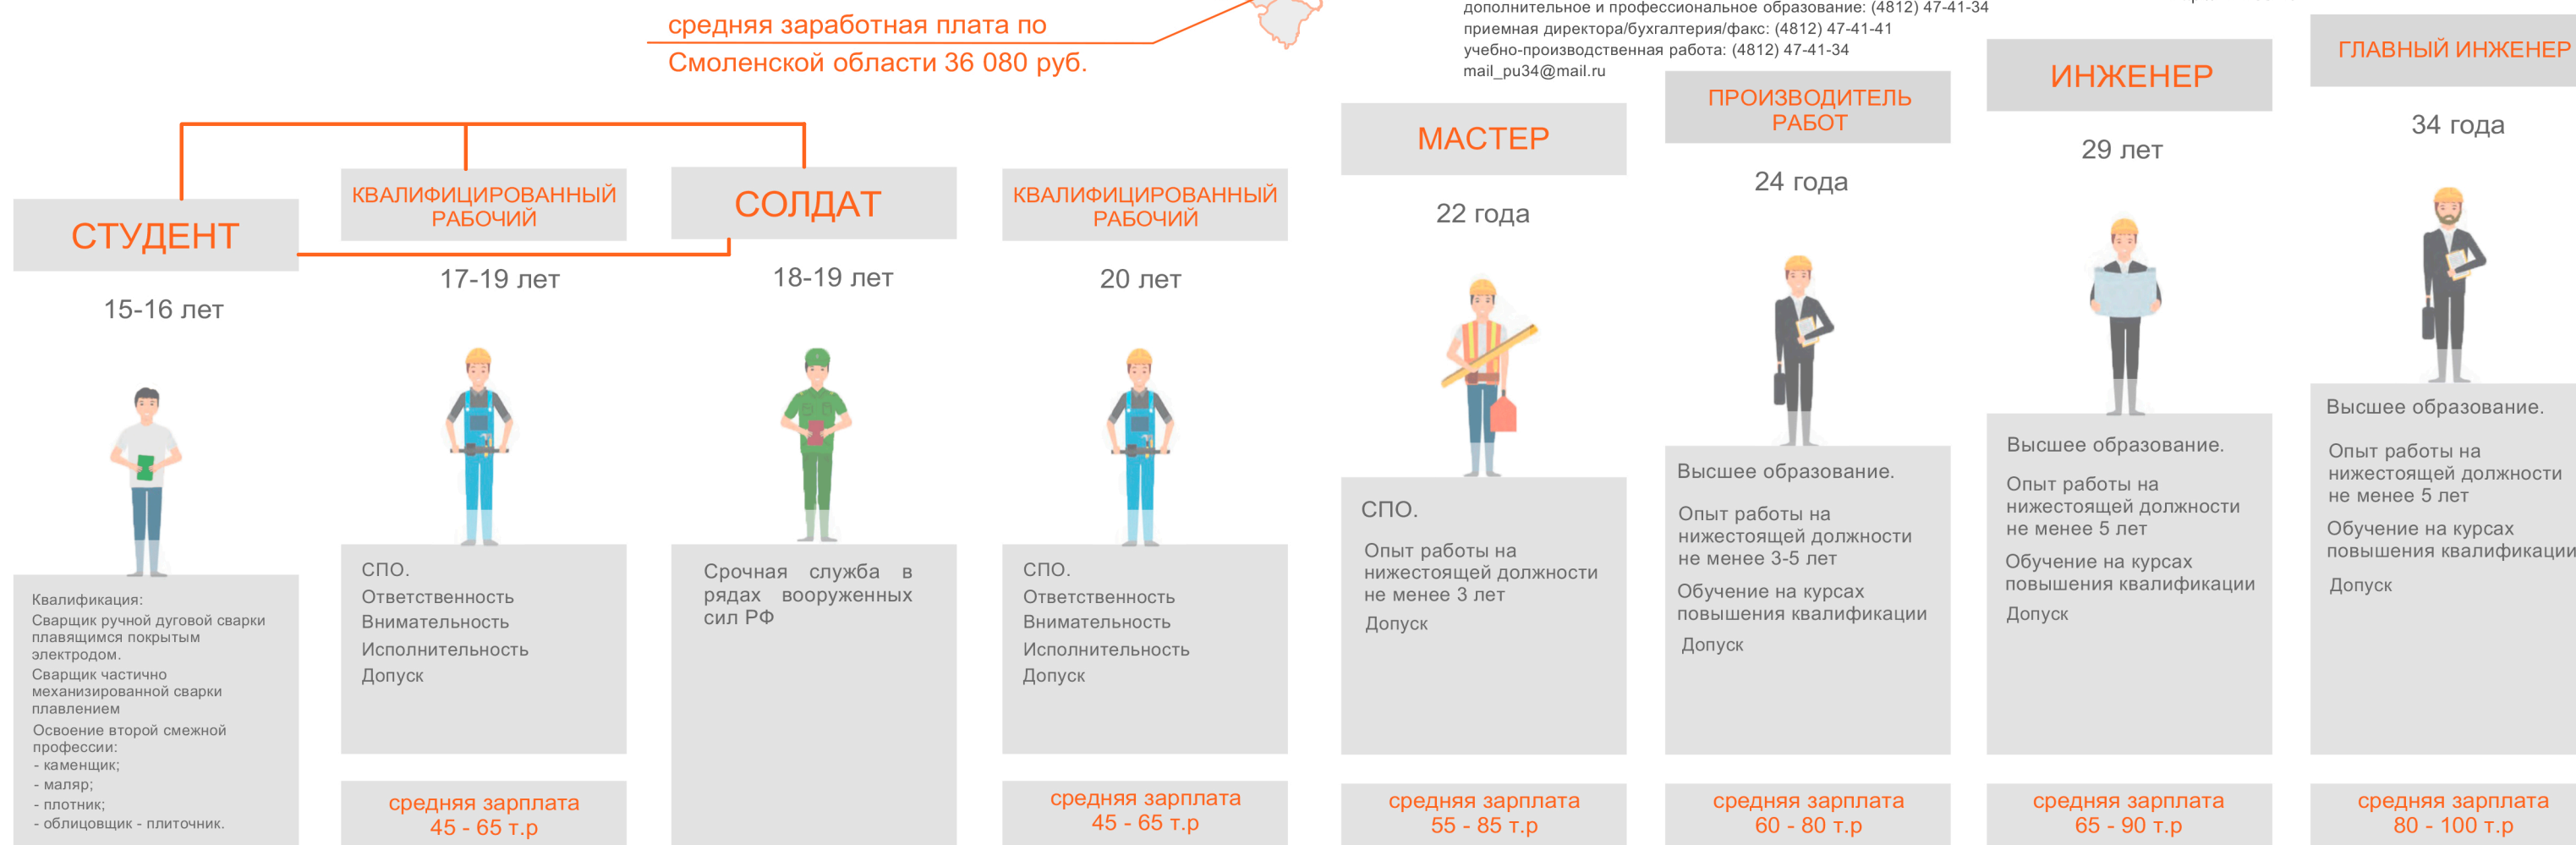 средняя заработная плата по
Смоленской области 36 080 руб.
дополнительное и профессиональное образование: (4812) 47-41-34
приемная директора/бухгалтерия/факс: (4812) 47-41-41
учебно-производственная работа: (4812) 47-41-34
mail_pu34@mail.ru
СТУДЕНТ
15-16 лет
Квалификация:
Сварщик ручной дуговой сварки
плавящимся покрытым
электродом.
Сварщик частично
механизированной сварки
плавлением
Освоение второй смежной
профессии:
- каменщик;
- маляр;
- плотник;
- облицовщик - плиточник.
КВАЛИФИЦИРОВАННЫЙ
РАБОЧИЙ
17-19 лет
СПО.
Ответственность
Внимательность
Исполнительность
Допуск
средняя зарплата
45 - 65 т.р
СОЛДАТ
18-19 лет
Срочная служба в
рядах вооруженных
сил РФ
КВАЛИФИЦИРОВАННЫЙ
РАБОЧИЙ
20 лет
СПО.
Ответственность
Внимательность
Исполнительность
Допуск
средняя зарплата
45 - 65 т.р
МАСТЕР
22 года
СПО.
Опыт работы на
нижестоящей должности
не менее 3 лет
Допуск
средняя зарплата
55 - 85 т.р
ПРОИЗВОДИТЕЛЬ
РАБОТ
24 года
Высшее образование.
Опыт работы на
нижестоящей должности
не менее 3-5 лет
Обучение на курсах
повышения квалификации
Допуск
средняя зарплата
60 - 80 т.р
ИНЖЕНЕР
29 лет
Высшее образование.
Опыт работы на
нижестоящей должности
не менее 5 лет
Обучение на курсах
повышения квалификации
Допуск
средняя зарплата
65 - 90 т.р
ГЛАВНЫЙ ИНЖЕНЕР
34 года
Высшее образование.
Опыт работы на
нижестоящей должности
не менее 5 лет
Обучение на курсах
повышения квалификации
Допуск
средняя зарплата
80 - 100 т.р